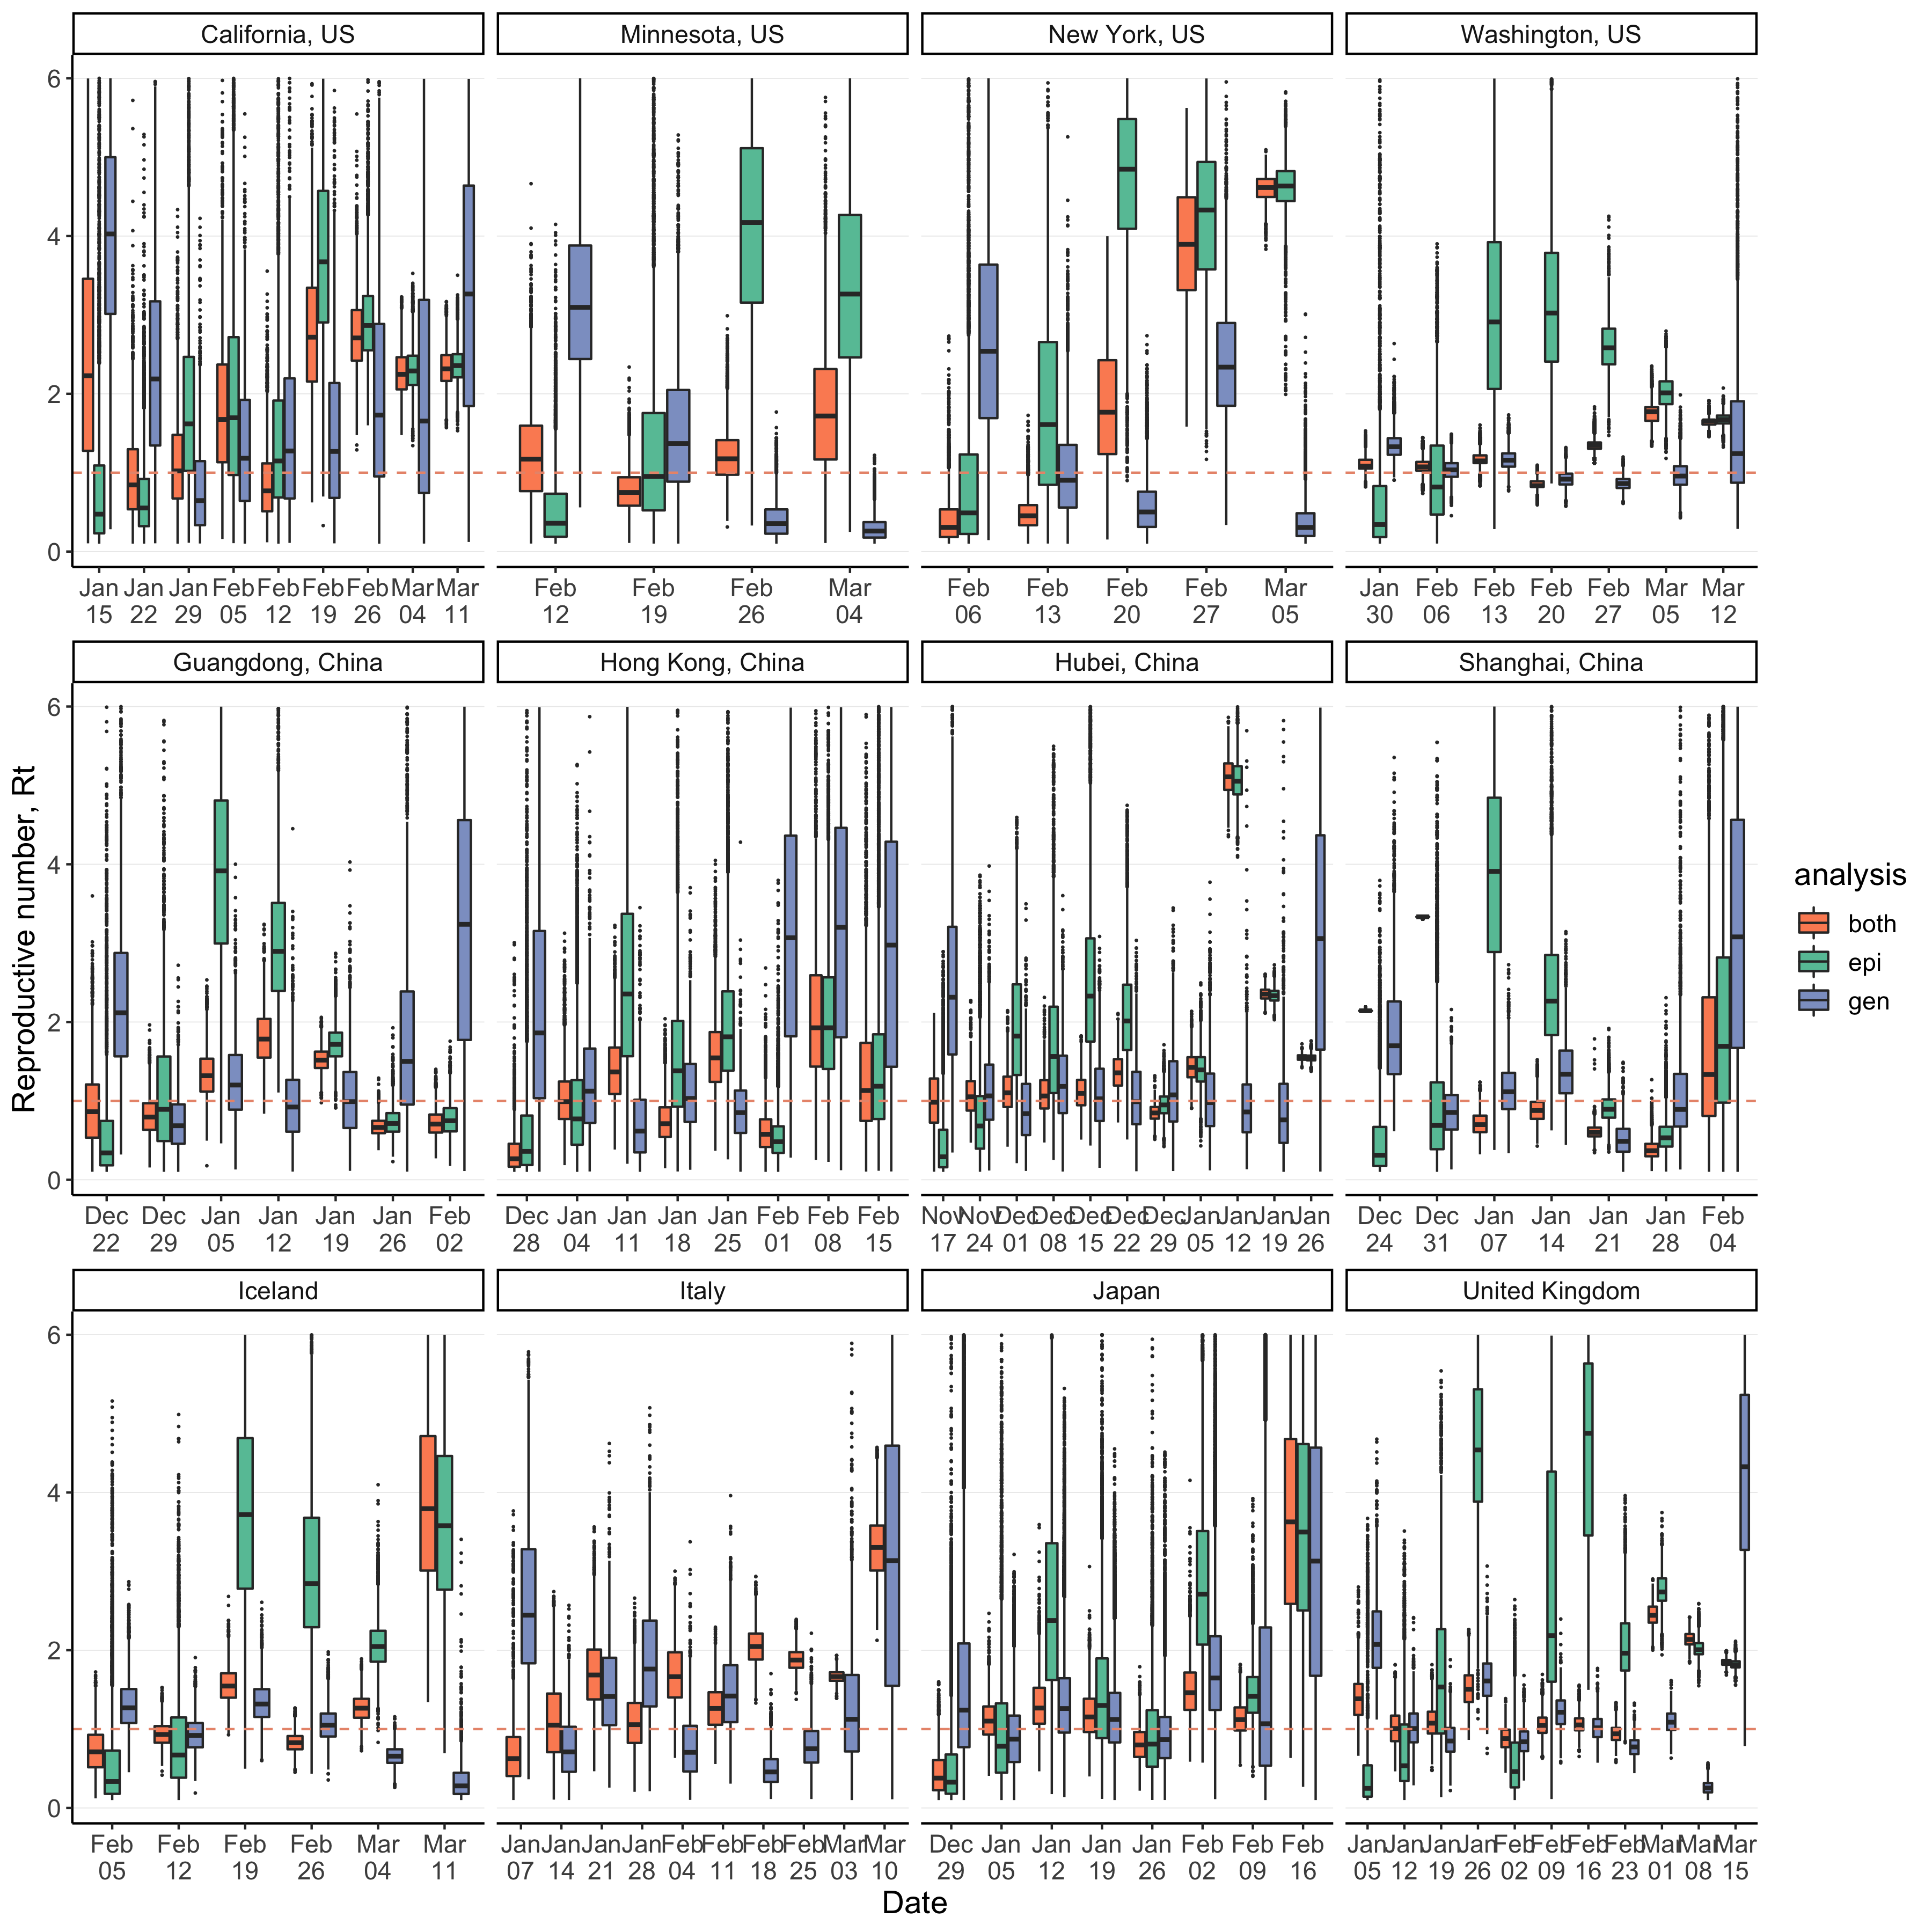 California, US Minnesota, US New York, US Washington, US
6
4
2
0
Jan Jan Jan Feb Feb Feb Feb Mar Mar Feb Feb Feb Mar Feb Feb Feb Feb Mar Jan Feb Feb Feb Feb Mar Mar
15 22 29 05 12 19 26 04 11 12 19 26 04 06 13 20 27 05 30 06 13 20 27 05 12
Guangdong, China Hong Kong, China Hubei, China Shanghai, China
6
4
2
0
Reproductive number, Rt
Dec Dec Jan Jan Jan Jan Feb Dec Jan Jan Jan Jan Feb Feb Feb Nov Nov Dec Dec Dec Dec Dec Jan Jan Jan Jan Dec Dec Jan Jan Jan Jan Feb
22 29 05 12 19 26 02 28 04 11 18 25 01 08 15 17 24 01 08 15 22 29 05 12 19 26 24 31 07 14 21 28 04
analysis
both
epi
gen
Iceland Italy Japan United Kingdom
6
4
2
0
Feb Feb Feb Feb Mar Mar Jan Jan Jan Jan Feb Feb Feb Feb Mar Mar Dec Jan Jan Jan Jan Feb Feb Feb Jan Jan Jan Jan Feb Feb Feb Feb Mar Mar Mar
05 12 19 26 04 11 07 14 21 28 04 11 18 25 03 10 29 05 12 19 26 02 09 16 05 12 19 26 02 09 16 23 01 08 15
Date